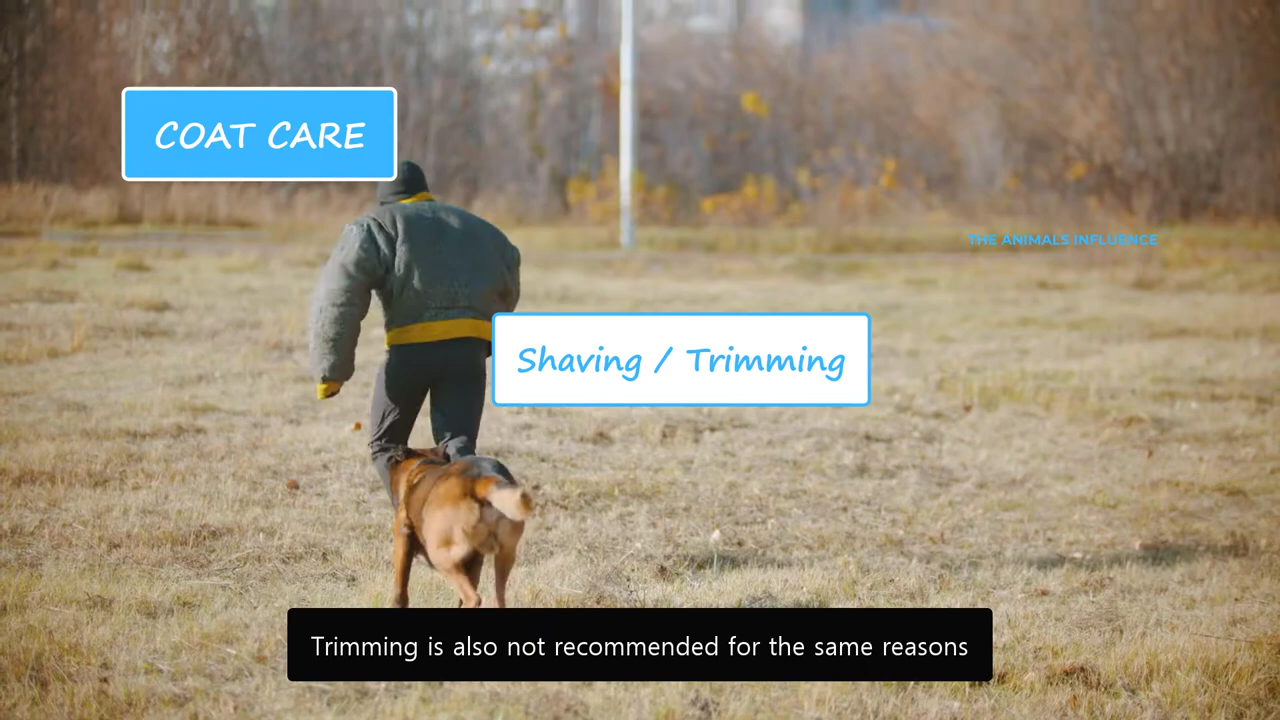 COAT CARE
THE ANIMALS INFLUENCE
Shaving / Trimming
Trimming is also not recommended for the same reasons